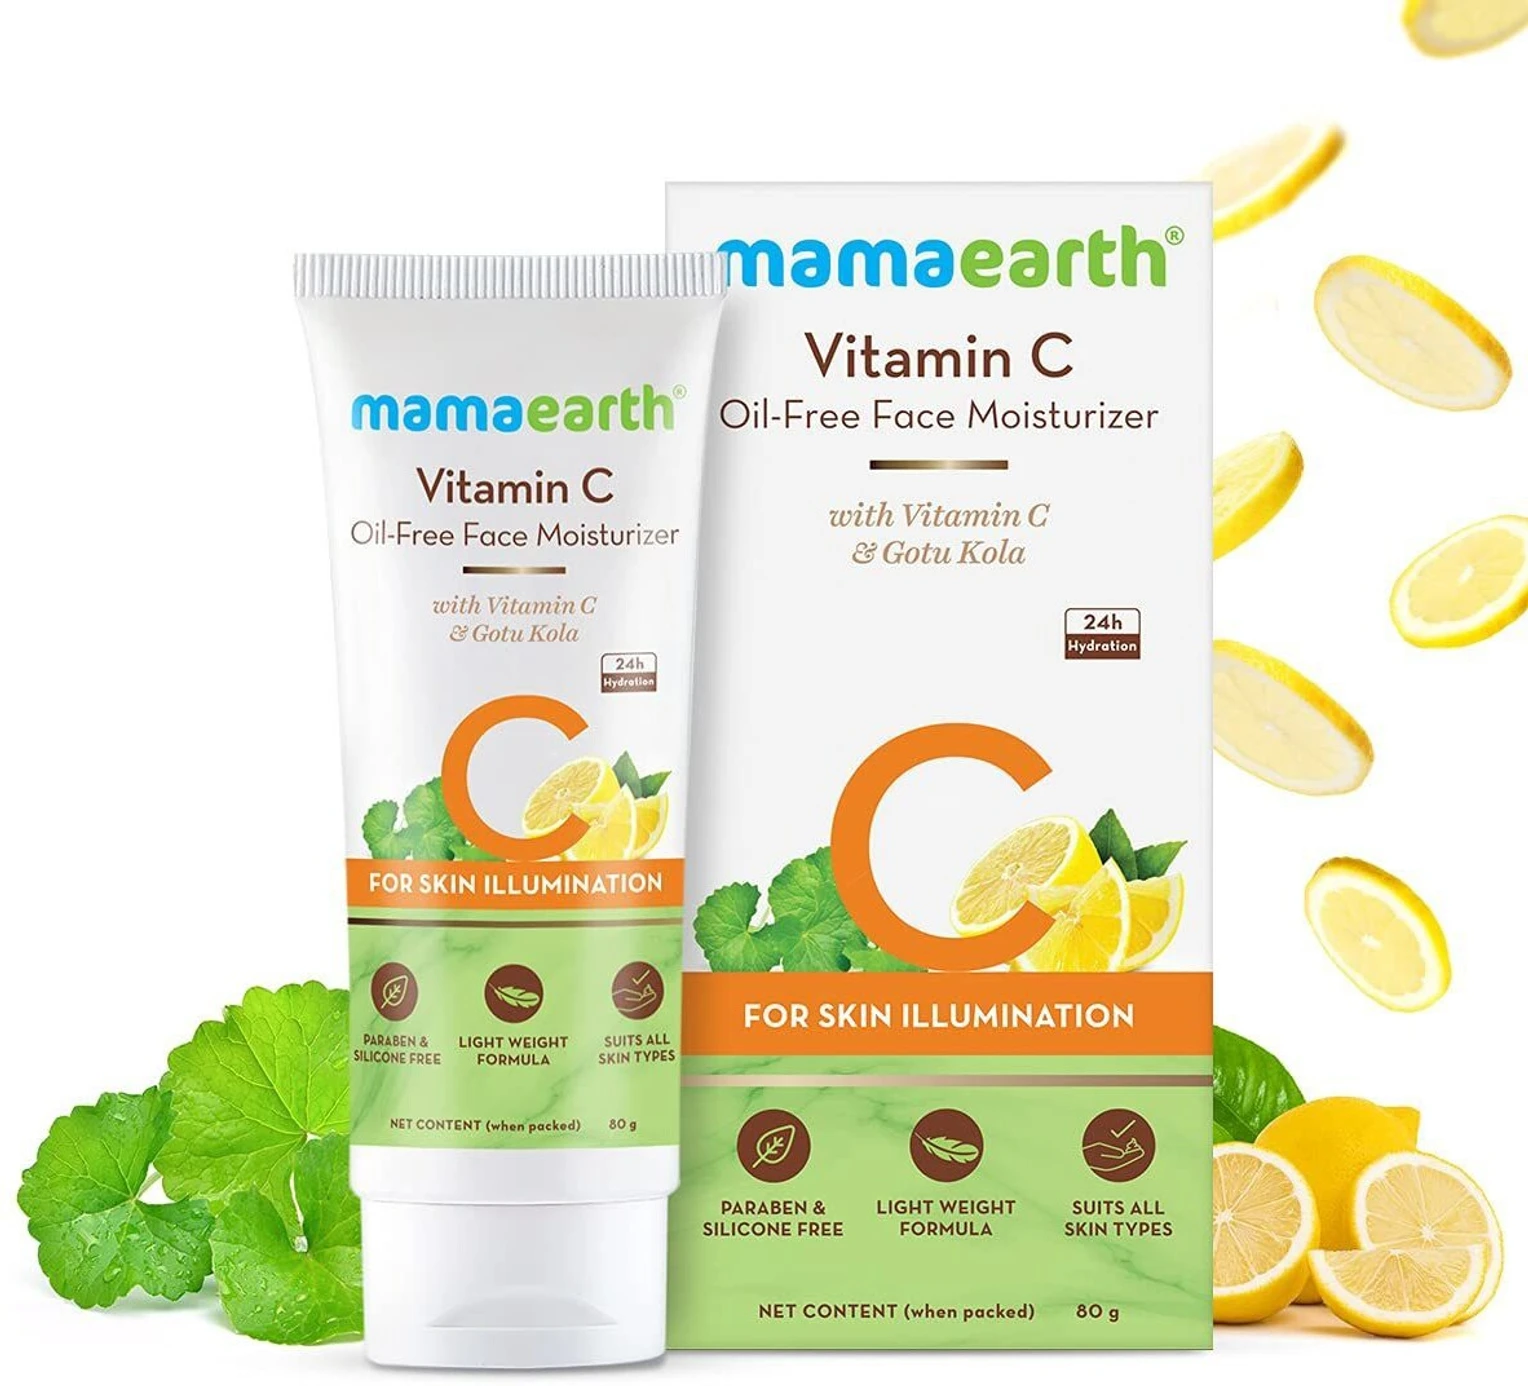 mamaearth®
Vitamin C
Oil-Free Face Moisturizer
with Vitamin C
& Gotu Kola
24h
Hydration
C
FOR SKIN ILLUMINATION
PARABEN &
SILICONE FREE
LIGHT WEIGHT
FORMULA
SUITS ALL
SKIN TYPES
NET CONTENT (when packed) 80 g
mamaearth®
Vitamin C
Oil-Free Face Moisturizer
with Vitamin C
& Gotu Kola
24h
Hydration
C
FOR SKIN ILLUMINATION
PARABEN &
SILICONE FREE
LIGHT WEIGHT
FORMULA
SUITS ALL
SKIN TYPES
NET CONTENT (when packed) 80 g